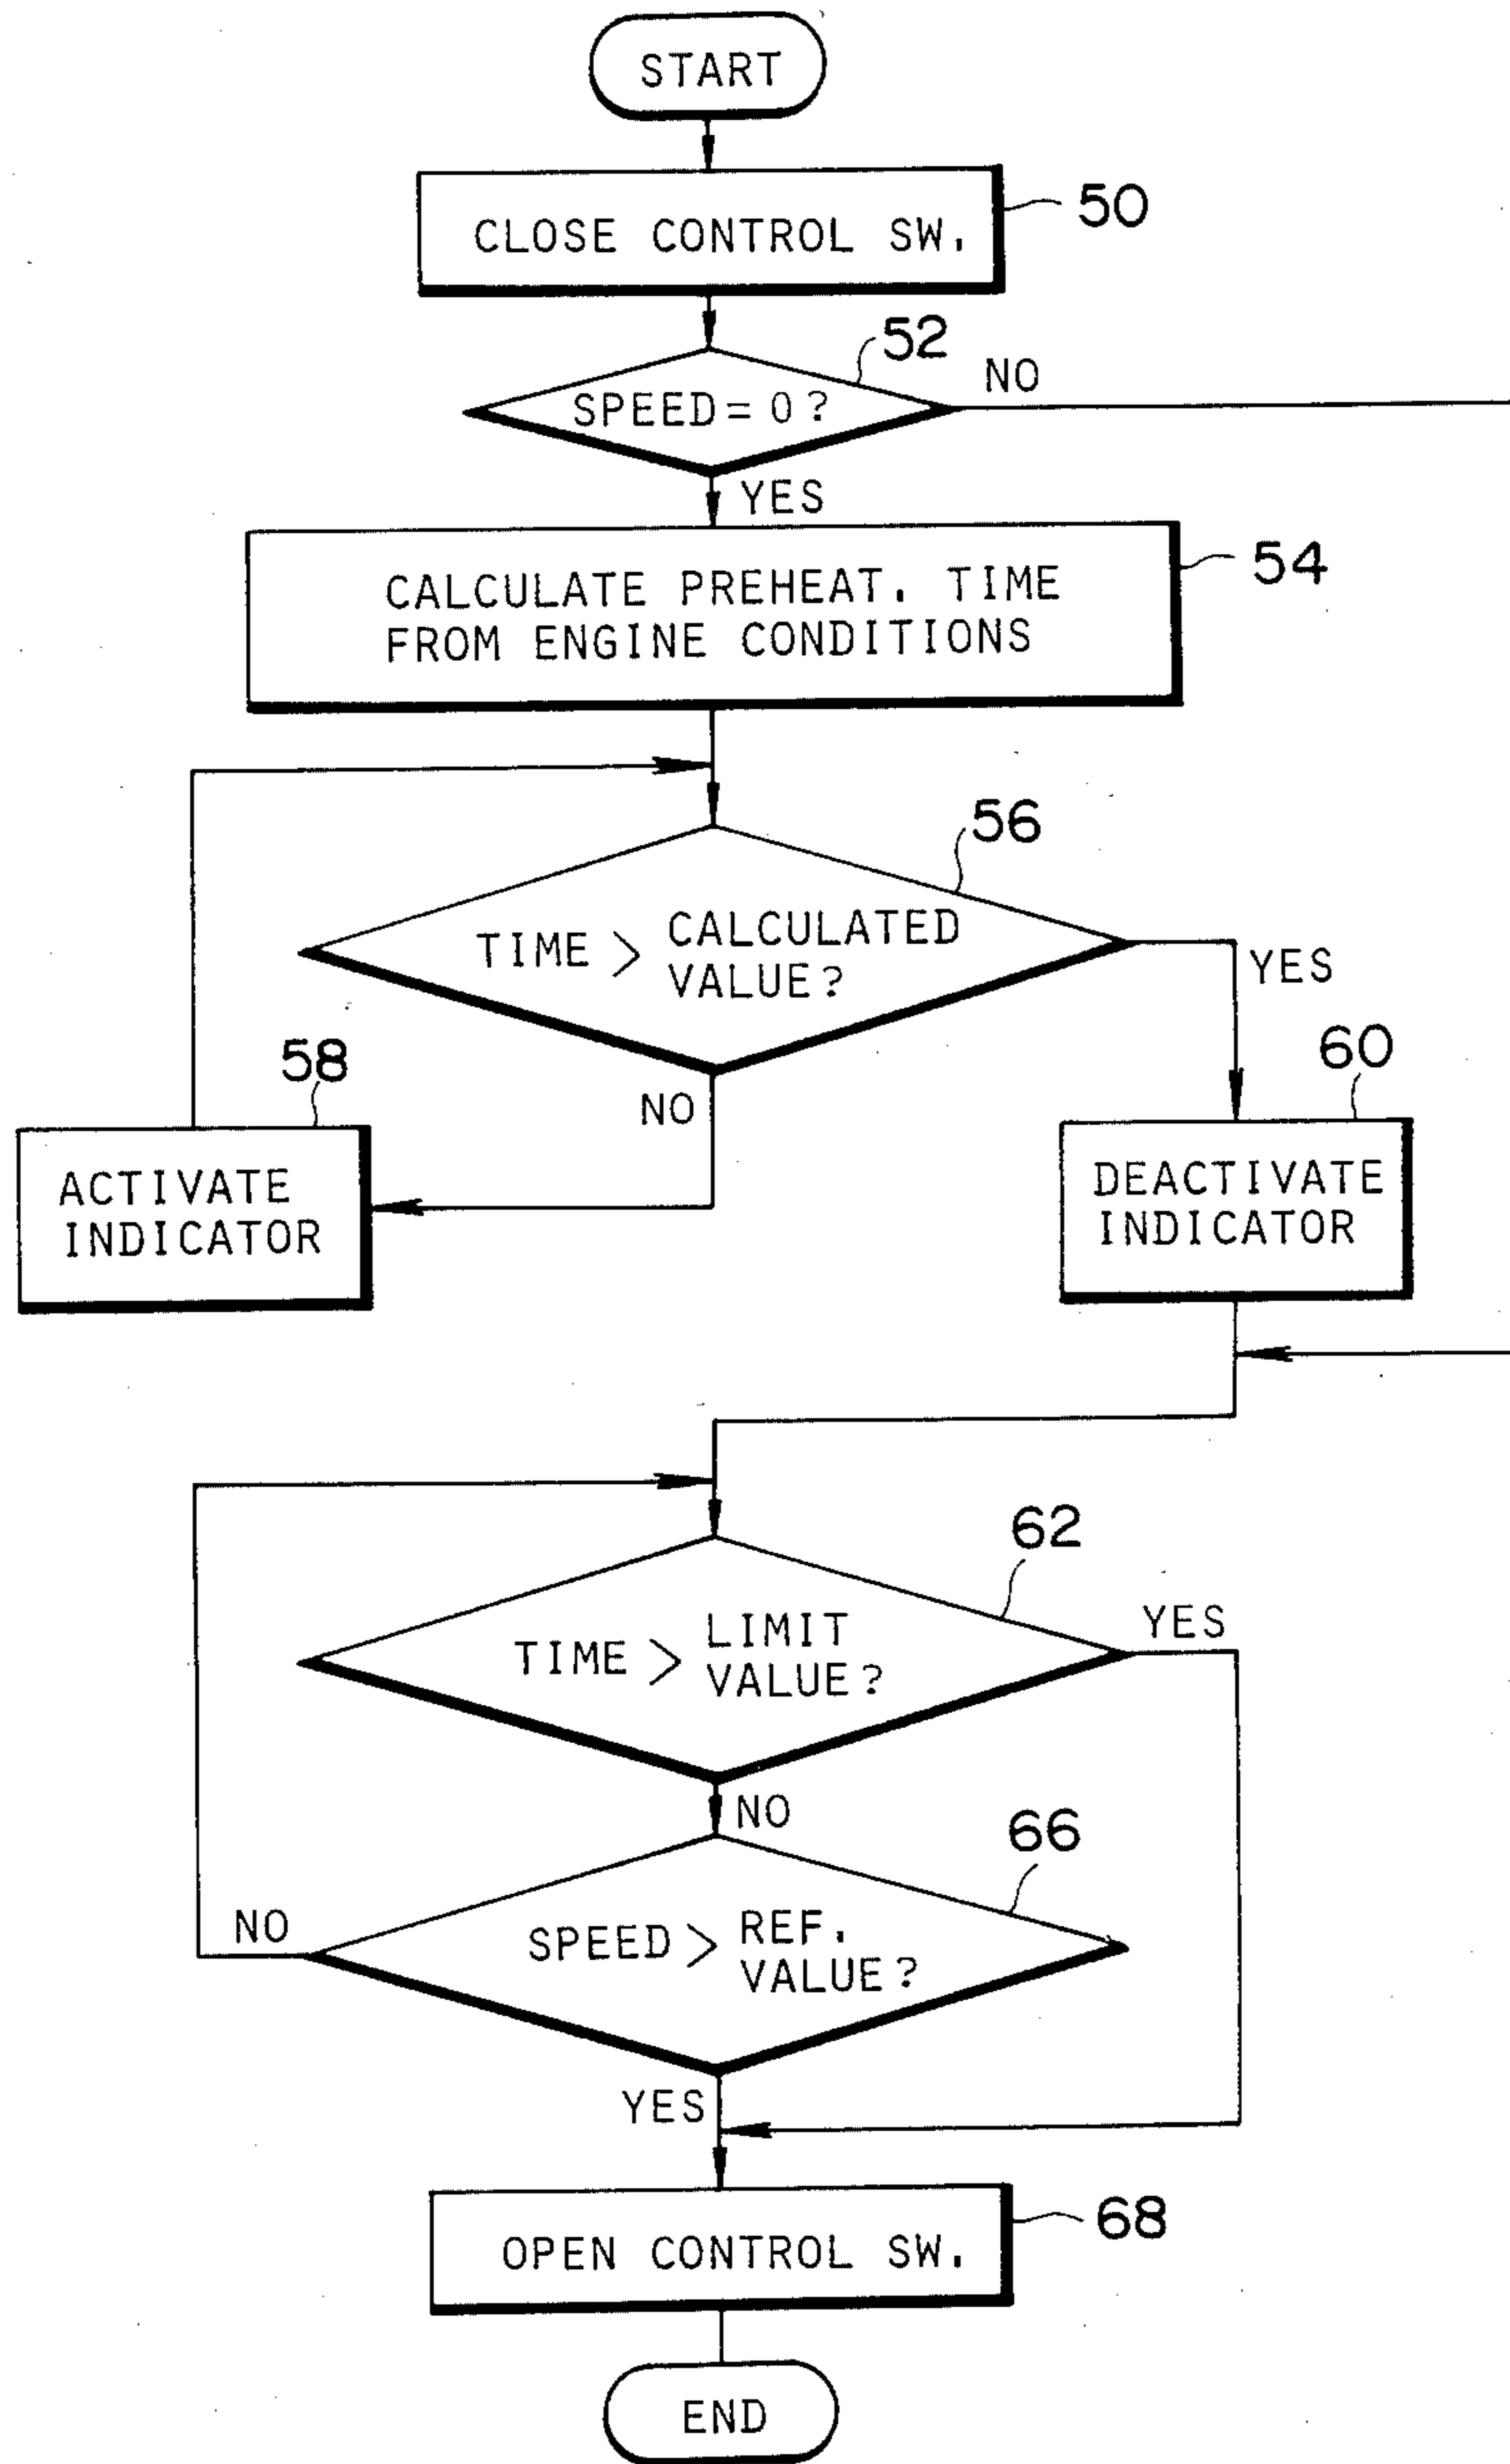 START
CLOSE CONTROL SW.
50
52
SPEED = 0 ?
NO
YES
CALCULATE PREHEAT. TIME
FROM ENGINE CONDITIONS
54
56
TIME > CALCULATED
VALUE?
YES
NO
58
ACTIVATE
INDICATOR
60
DEACTIVATE
INDICATOR
62
TIME > LIMIT
VALUE?
YES
NO
66
SPEED > REF.
VALUE?
NO
YES
OPEN CONTROL SW.
68
END